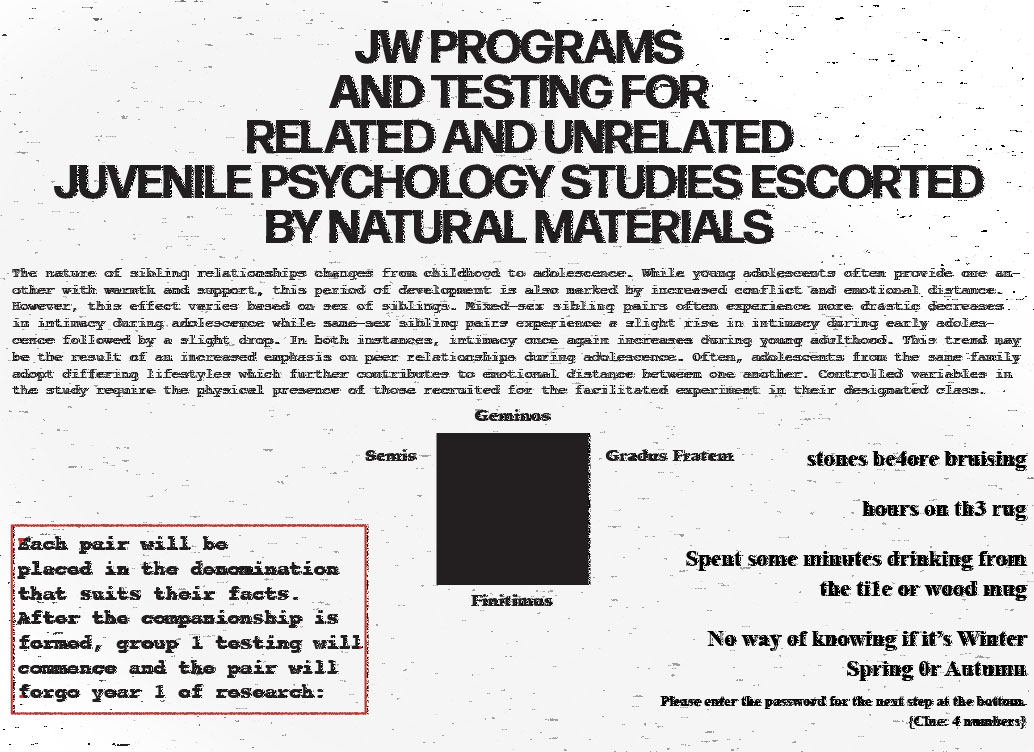 JW PROGRAMS
AND TESTING FOR
RELATED AND UNRELATED
JUVENILE PSYCHOLOGY STUDIES ESCORTED
BY NATURAL MATERIALS
The nature of sibling relationships changes from childhood to adolescence. While young adolescents often provide one an-
other with warmth and support, this period of development is also marked by increased conflict and emotional distance.
However, this effect varies based on sex of siblings. Mixed-sex sibling pairs often experience more drastic decreases
in intimacy during adolescence while same-sex sibling pairs experience a slight rise in intimacy during early adoles-
cence followed by a slight drop. In both instances, intimacy once again increases during young adulthood. This trend may
be the result of an increased emphasis on peer relationships during adolescence. Often, adolescents from the same family
adopt differing lifestyles which further contributes to emotional distance between one another. Controlled variables in
the study require the physical presence of those recruited for the facilitated experiment in their designated class.
Geminos
Semis
Gradus Fratem
Finitimus
Each pair will be
placed in the denomination
that suits their facts.
After the companionship is
formed, group 1 testing will
commence and the pair will
forgo year 1 of research:
stones be4ore bruising
hours on th3 rug
Spent some minutes drinking from
the ti1e or wood mug
No way of knowing if it's Winter
Spring 0r Autumn
Please enter the password for the next step at the bottom.
{Clue: 4 numbers}